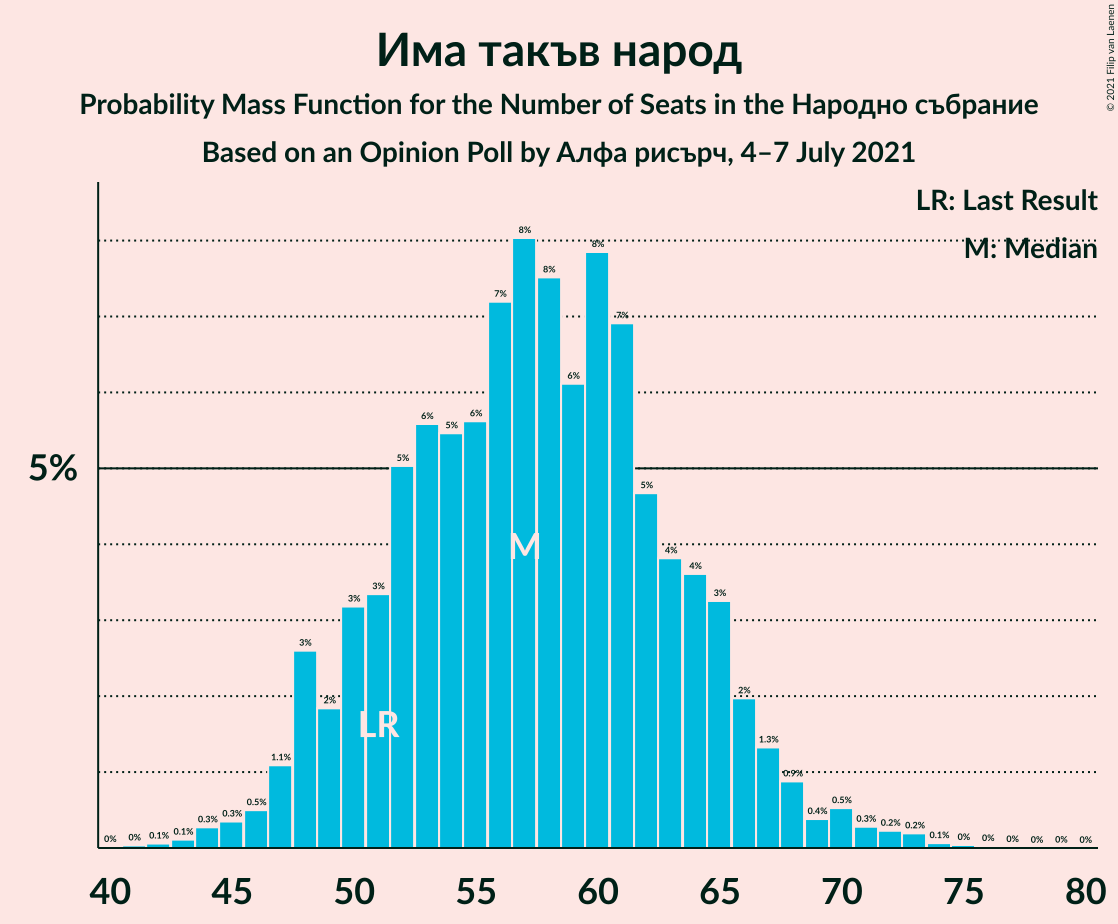 Има такъв народ
Probability Mass Function for the Number of Seats in the Народно събрание
Based on an Opinion Poll by Алфа рисърч, 4–7 July 2021
© 2021 Filip van Laenen
LR: Last Result
M: Median
5%
0% 0% 0.1% 0.1% 0.3% 0.3% 0.5% 1.1% 3% 2% 3% 3% 5% 6% 5% 6% 7% 8% 8% 6% 8% 7% 5% 4% 4% 3% 2% 1.3% 0.9% 0.4% 0.5% 0.3% 0.2% 0.2% 0.1% 0% 0% 0% 0% 0% 0%
M
LR
40 45 50 55 60 65 70 75 80